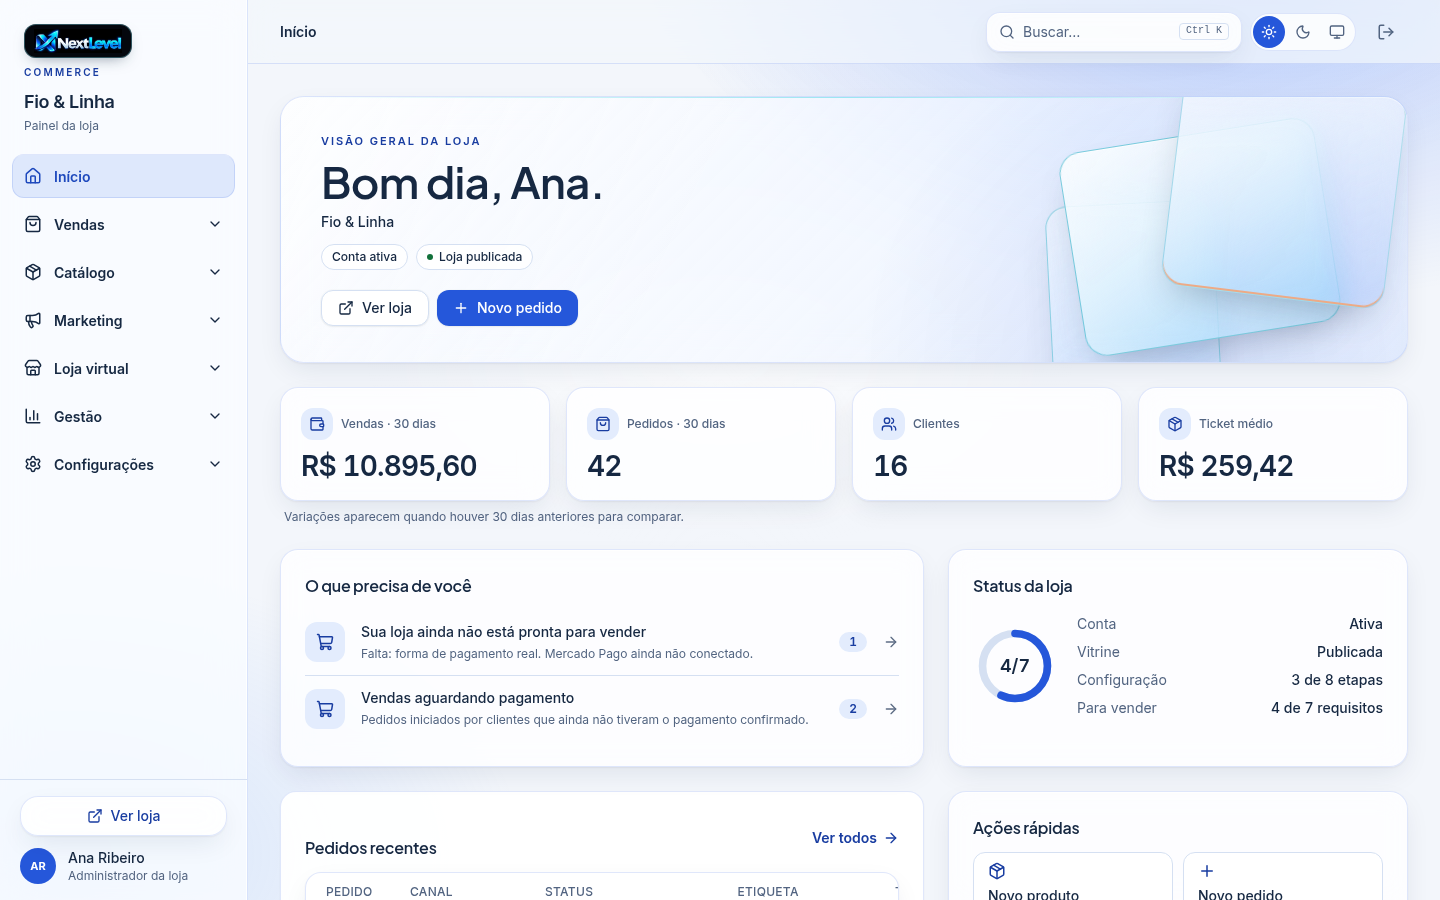 NextLevel
COMMERCE
Fio & Linha
Painel da loja
Início
Vendas
Catálogo
Marketing
Loja virtual
Gestão
Configurações
Ver loja
AR
Ana Ribeiro
Administrador da loja
Início
Buscar...
Ctrl K
VISÃO GERAL DA LOJA
Bom dia, Ana.
Fio & Linha
Conta ativa
Loja publicada
Ver loja
Novo pedido
Vendas · 30 dias
R$ 10.895,60
Pedidos · 30 dias
42
Clientes
16
Ticket médio
R$ 259,42
Variações aparecem quando houver 30 dias anteriores para comparar.
O que precisa de você
Sua loja ainda não está pronta para vender
Falta: forma de pagamento real. Mercado Pago ainda não conectado.
1
Vendas aguardando pagamento
Pedidos iniciados por clientes que ainda não tiveram o pagamento confirmado.
2
Status da loja
4/7
Conta Ativa
Vitrine Publicada
Configuração 3 de 8 etapas
Para vender 4 de 7 requisitos
Pedidos recentes
Ver todos
PEDIDO CANAL STATUS ETIQUETA
Ações rápidas
Novo produto
Novo pedido